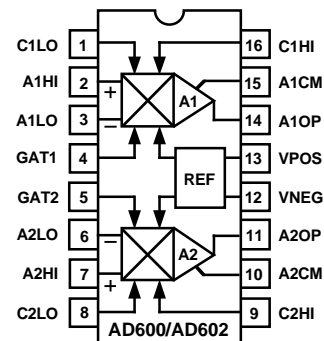 C1LO 1 16 C1HI
A1HI 2 + 15 A1CM
A1
A1LO 3 − 14 A1OP
GAT1 4 13 VPOS
REF
GAT2 5 12 VNEG
A2LO 6 − 11 A2OP
A2
A2HI 7 + 10 A2CM
C2LO 8 9 C2HI
AD600/AD602